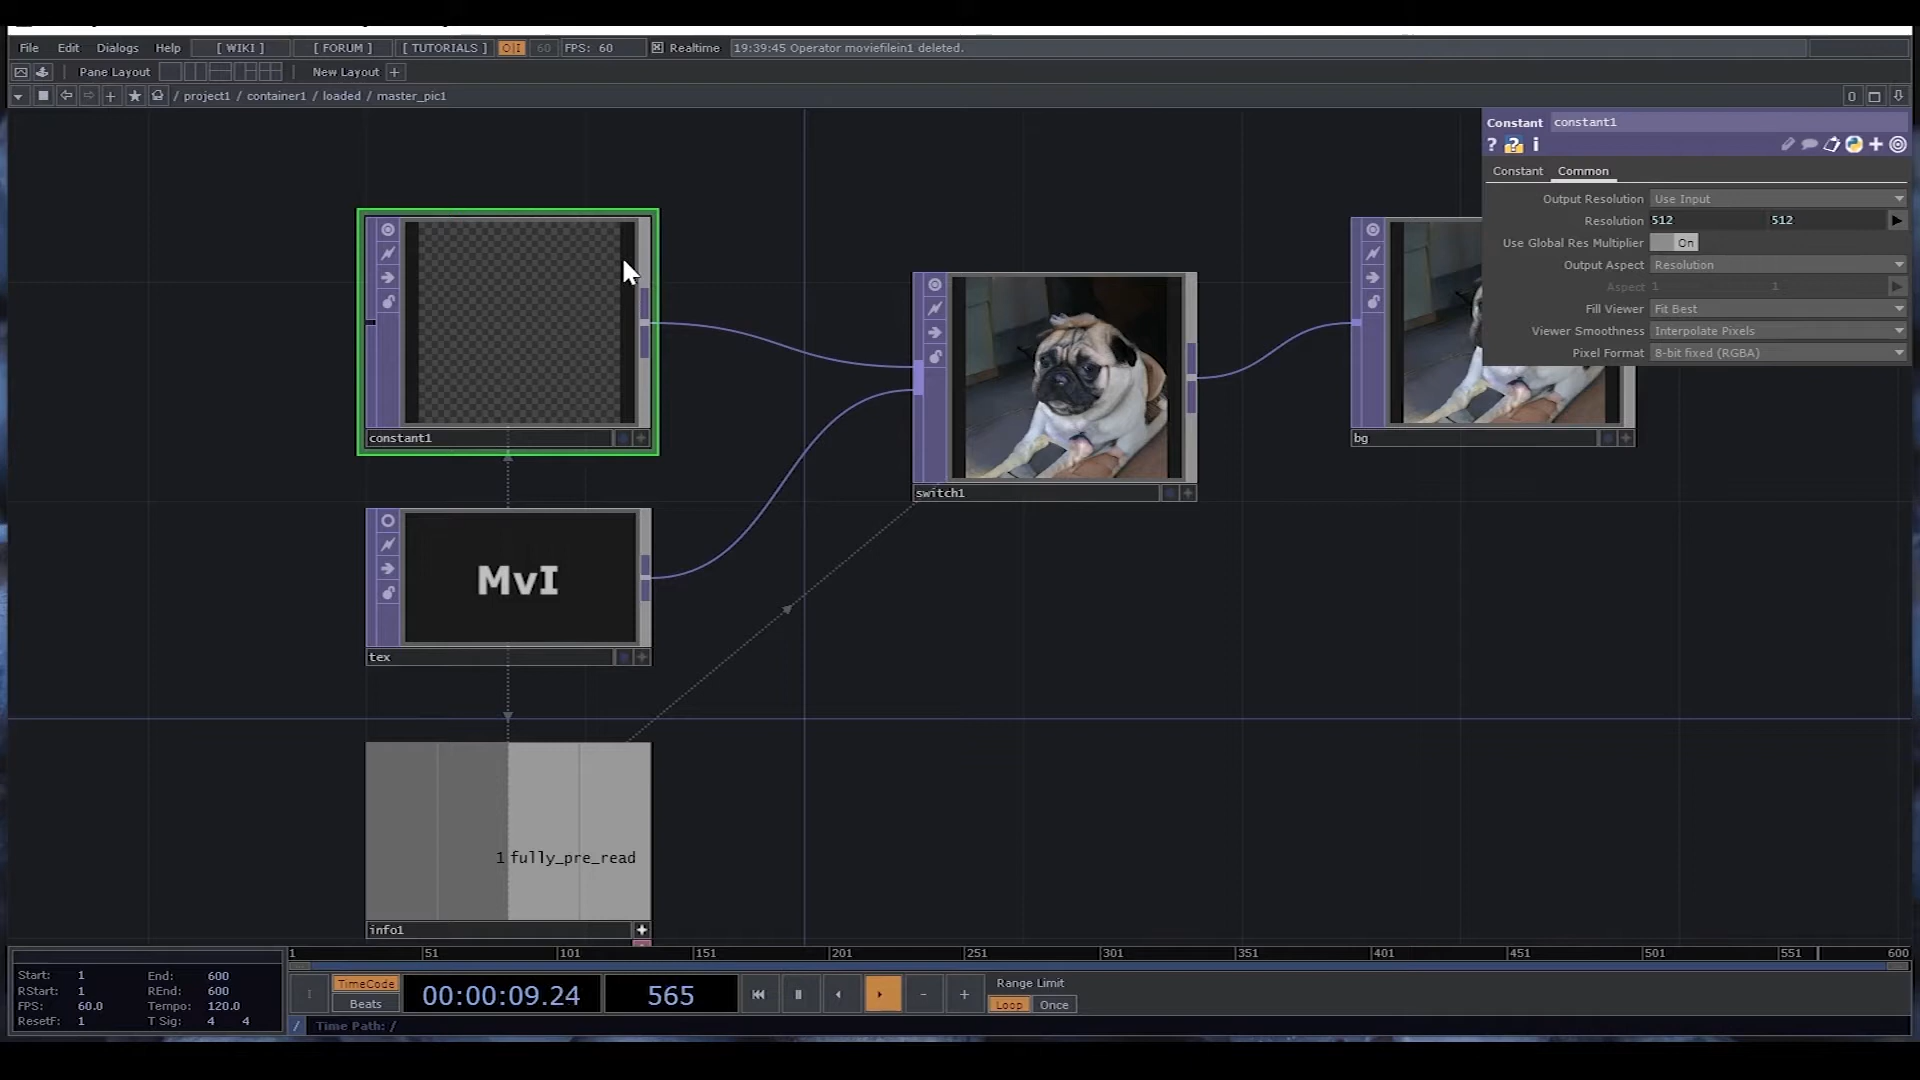 File Edit Dialogs Help [ WIKI ] [ FORUM ] [ TUTORIALS ] O|I 60 FPS: 60 Realtime 19:39:45 Operator moviefilein1 deleted.
Pane Layout New Layout +
/ project1 / container1 / loaded / master_pic1 0
Constant constant1
? ? i
Constant Common
Output Resolution Use Input
Resolution 512 512
Use Global Res Multiplier On
Output Aspect Resolution
Aspect 1 1
Fill Viewer Fit Best
Viewer Smoothness Interpolate Pixels
Pixel Format 8-bit fixed (RGBA)
constant1
bg
switch1
MvI
tex
1 fully_pre_read
info1
1 51 101 151 201 251 301 351 401 451 501 551 600
Start: 1 End: 600
RStart: 1 REnd: 600
FPS: 60.0 Tempo: 120.0
ResetF: 1 T Sig: 4 4
TimeCode
Beats
00:00:09.24 565
Range Limit
Loop Once
/ Time Path: /